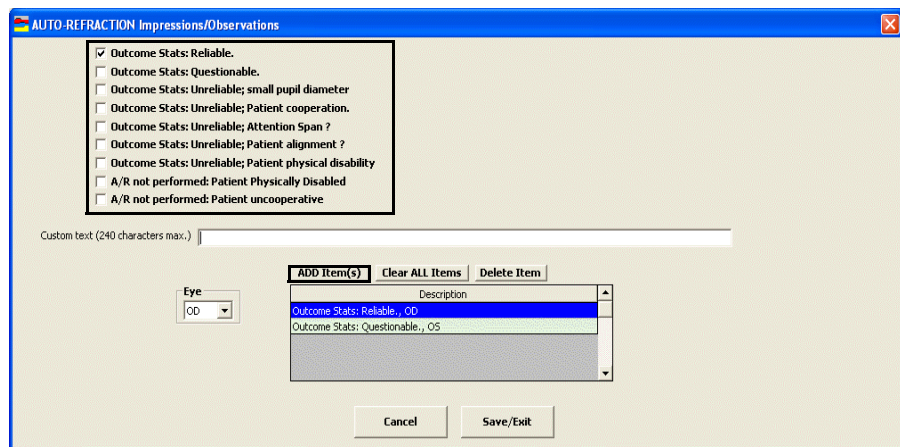 AUTO-REFRACTION Impressions/Observations
Outcome Stats: Reliable.
Outcome Stats: Questionable.
Outcome Stats: Unreliable; small pupil diameter
Outcome Stats: Unreliable; Patient cooperation.
Outcome Stats: Unreliable; Attention Span ?
Outcome Stats: Unreliable; Patient alignment ?
Outcome Stats: Unreliable; Patient physical disability
A/R not performed: Patient Physically Disabled
A/R not performed: Patient uncooperative
Custom text (240 characters max.)
ADD Item(s) Clear ALL Items Delete Item
Eye
OD
Description
Outcome Stats: Reliable., OD
Outcome Stats: Questionable., OS
Cancel Save/Exit